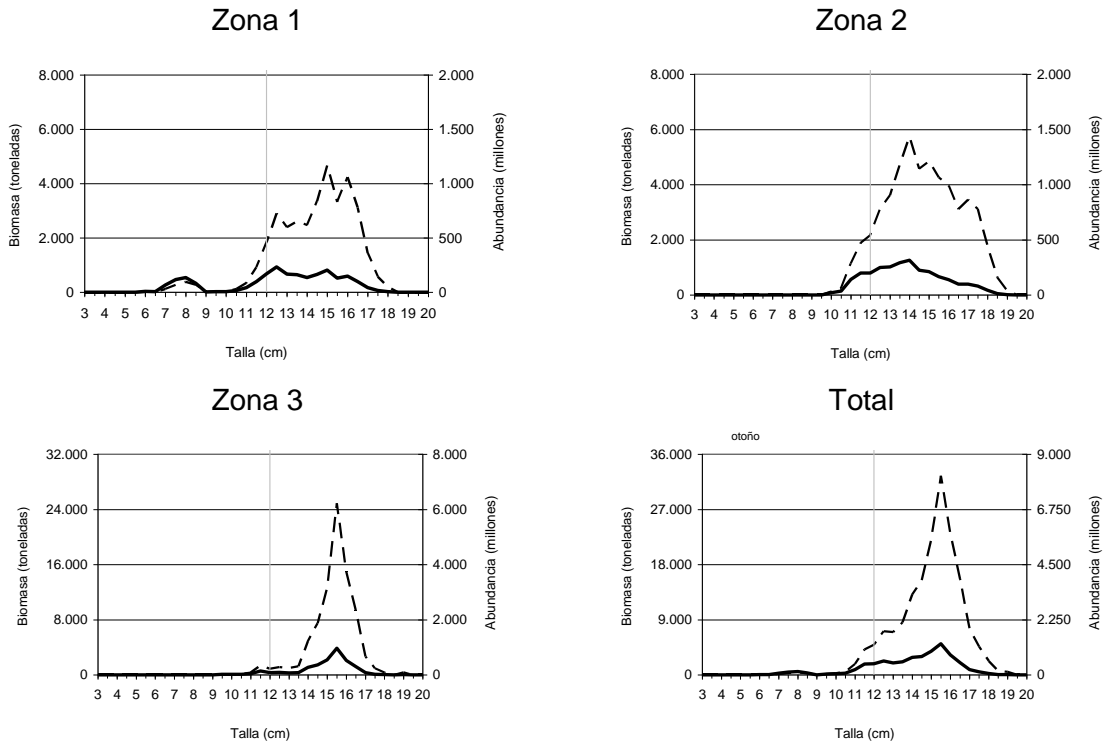 Zona 1
8.000 2.000
6.000 1.500
4.000 1.000
2.000 500
0 0
3 4 5 6 7 8 9 10 11 12 13 14 15 16 17 18 19 20
Biomasa (toneladas)
Abundancia (millones)
Talla (cm)
Zona 2
8.000 2.000
6.000 1.500
4.000 1.000
2.000 500
0 0
3 4 5 6 7 8 9 10 11 12 13 14 15 16 17 18 19 20
Biomasa (toneladas)
Abundancia (millones)
Talla (cm)
Zona 3
32.000 8.000
24.000 6.000
16.000 4.000
8.000 2.000
0 0
3 4 5 6 7 8 9 10 11 12 13 14 15 16 17 18 19 20
Biomasa (toneladas)
Abundancia (millones)
Talla (cm)
Total
otoño
36.000 9.000
27.000 6.750
18.000 4.500
9.000 2.250
0 0
3 4 5 6 7 8 9 10 11 12 13 14 15 16 17 18 19 20
Biomasa (toneladas)
Abundancia (millones)
Talla (cm)